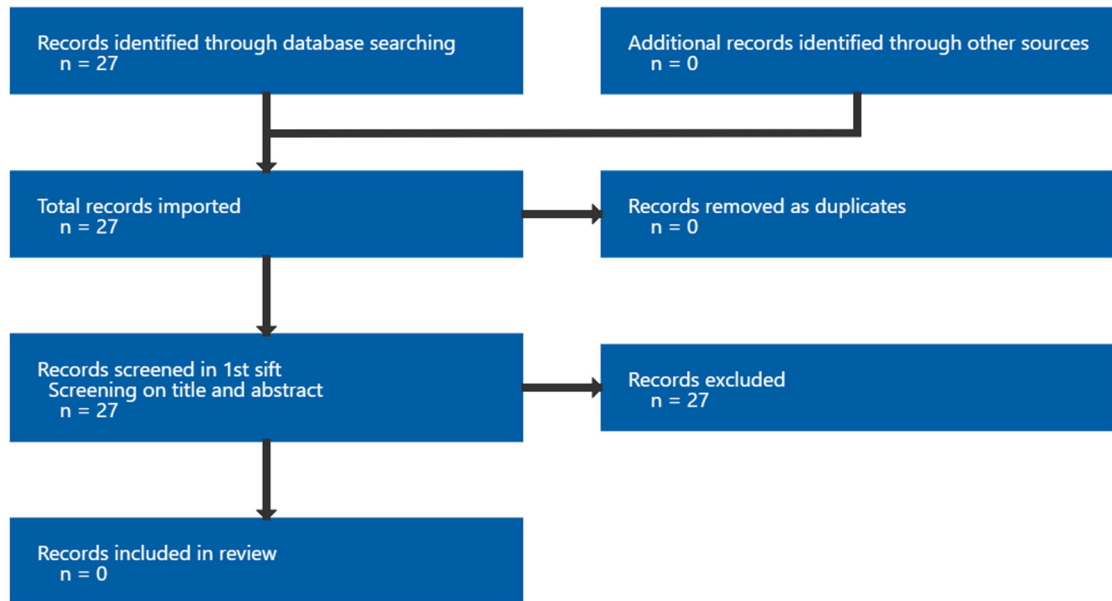 Records identified through database searching
n = 27
Additional records identified through other sources
n = 0
Total records imported
n = 27
Records removed as duplicates
n = 0
Records screened in 1st sift
Screening on title and abstract
n = 27
Records excluded
n = 27
Records included in review
n = 0